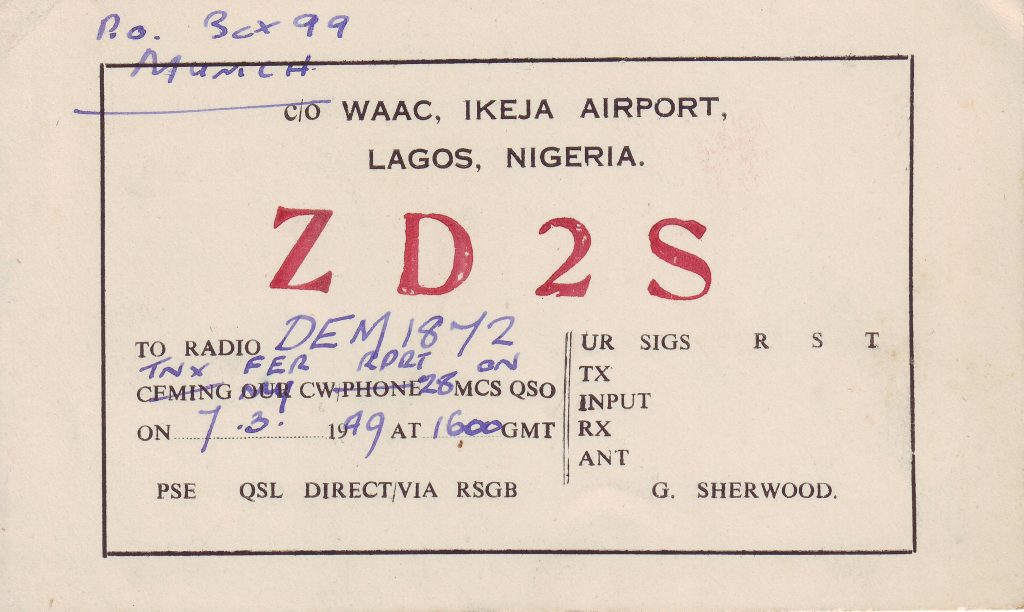 P.O. Box 99
MUNICH
c/o WAAC, IKEJA AIRPORT,
LAGOS, NIGERIA.
ZD2S
TO RADIO DEM 1872
TNX FER RPRT ON
CFMING OUR MY CW/PHONE 28 MCS QSO
ON 7.3. 1949 AT 1600 GMT
PSE QSL DIRECT/VIA RSGB
UR SIGS R S T
TX
INPUT
RX
ANT
G. SHERWOOD.